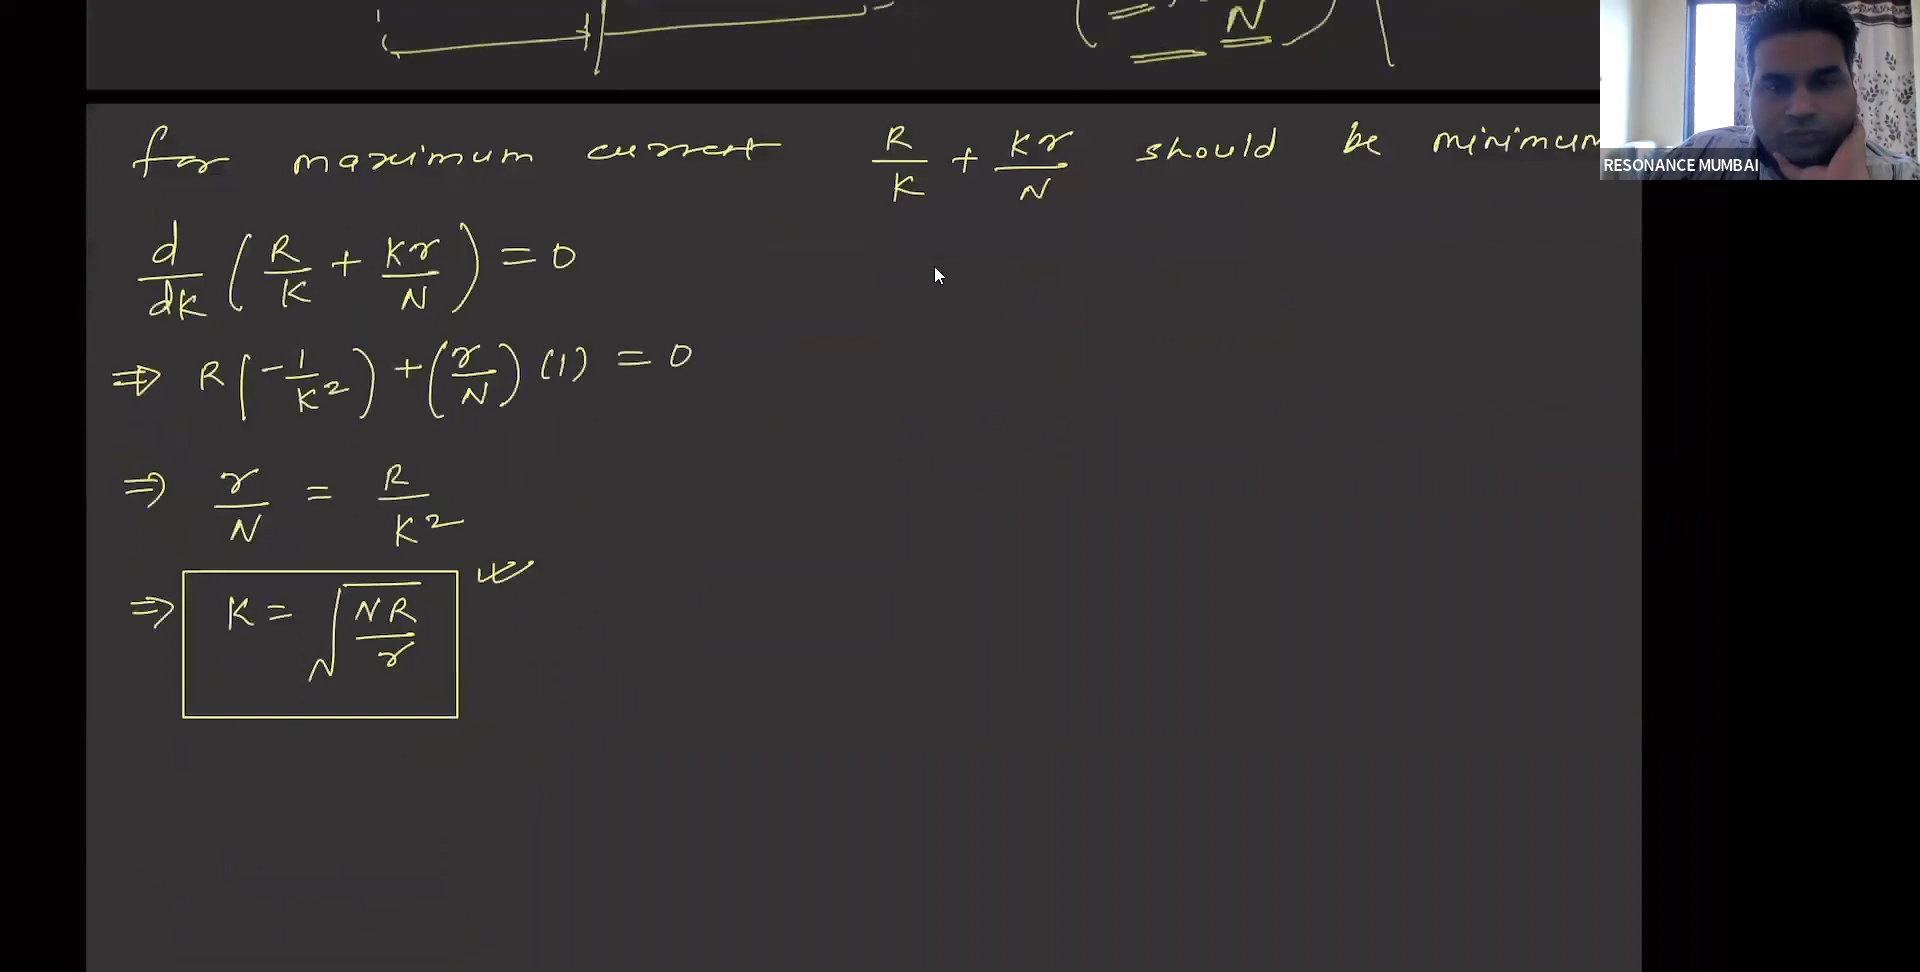 N
RESONANCE MUMBAI
for maximum current R/K + Kr/N should be minimum
d/dK (R/K + Kr/N) = 0
⇒ R(-1/K²) + (r/N)(1) = 0
⇒ r/N = R/K²
⇒ K = √(NR/r)